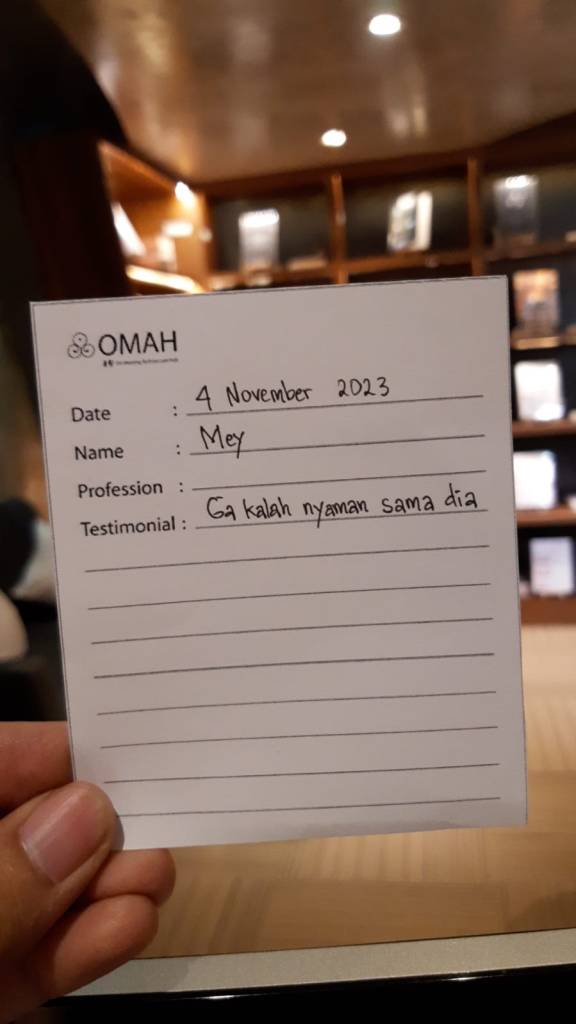 OMAH
Date : 4 November 2023
Name : Mey
Profession :
Testimonial : Ga kalah nyaman sama dia